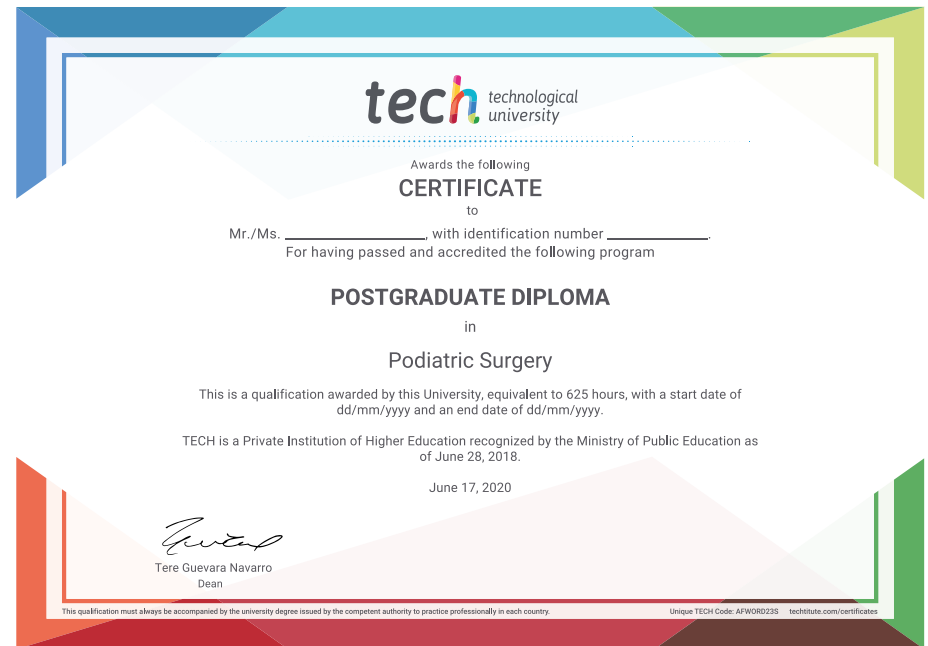 tech technological
university
Awards the following
CERTIFICATE
to
Mr./Ms. ____________________, with identification number ______________.
For having passed and accredited the following program
POSTGRADUATE DIPLOMA
in
Podiatric Surgery
This is a qualification awarded by this University, equivalent to 625 hours, with a start date of
dd/mm/yyyy and an end date of dd/mm/yyyy.
TECH is a Private Institution of Higher Education recognized by the Ministry of Public Education as
of June 28, 2018.
June 17, 2020
Tere Guevara Navarro
Dean
This qualification must always be accompanied by the university degree issued by the competent authority to practice professionally in each country.
Unique TECH Code: AFWORD23S techtitute.com/certificates